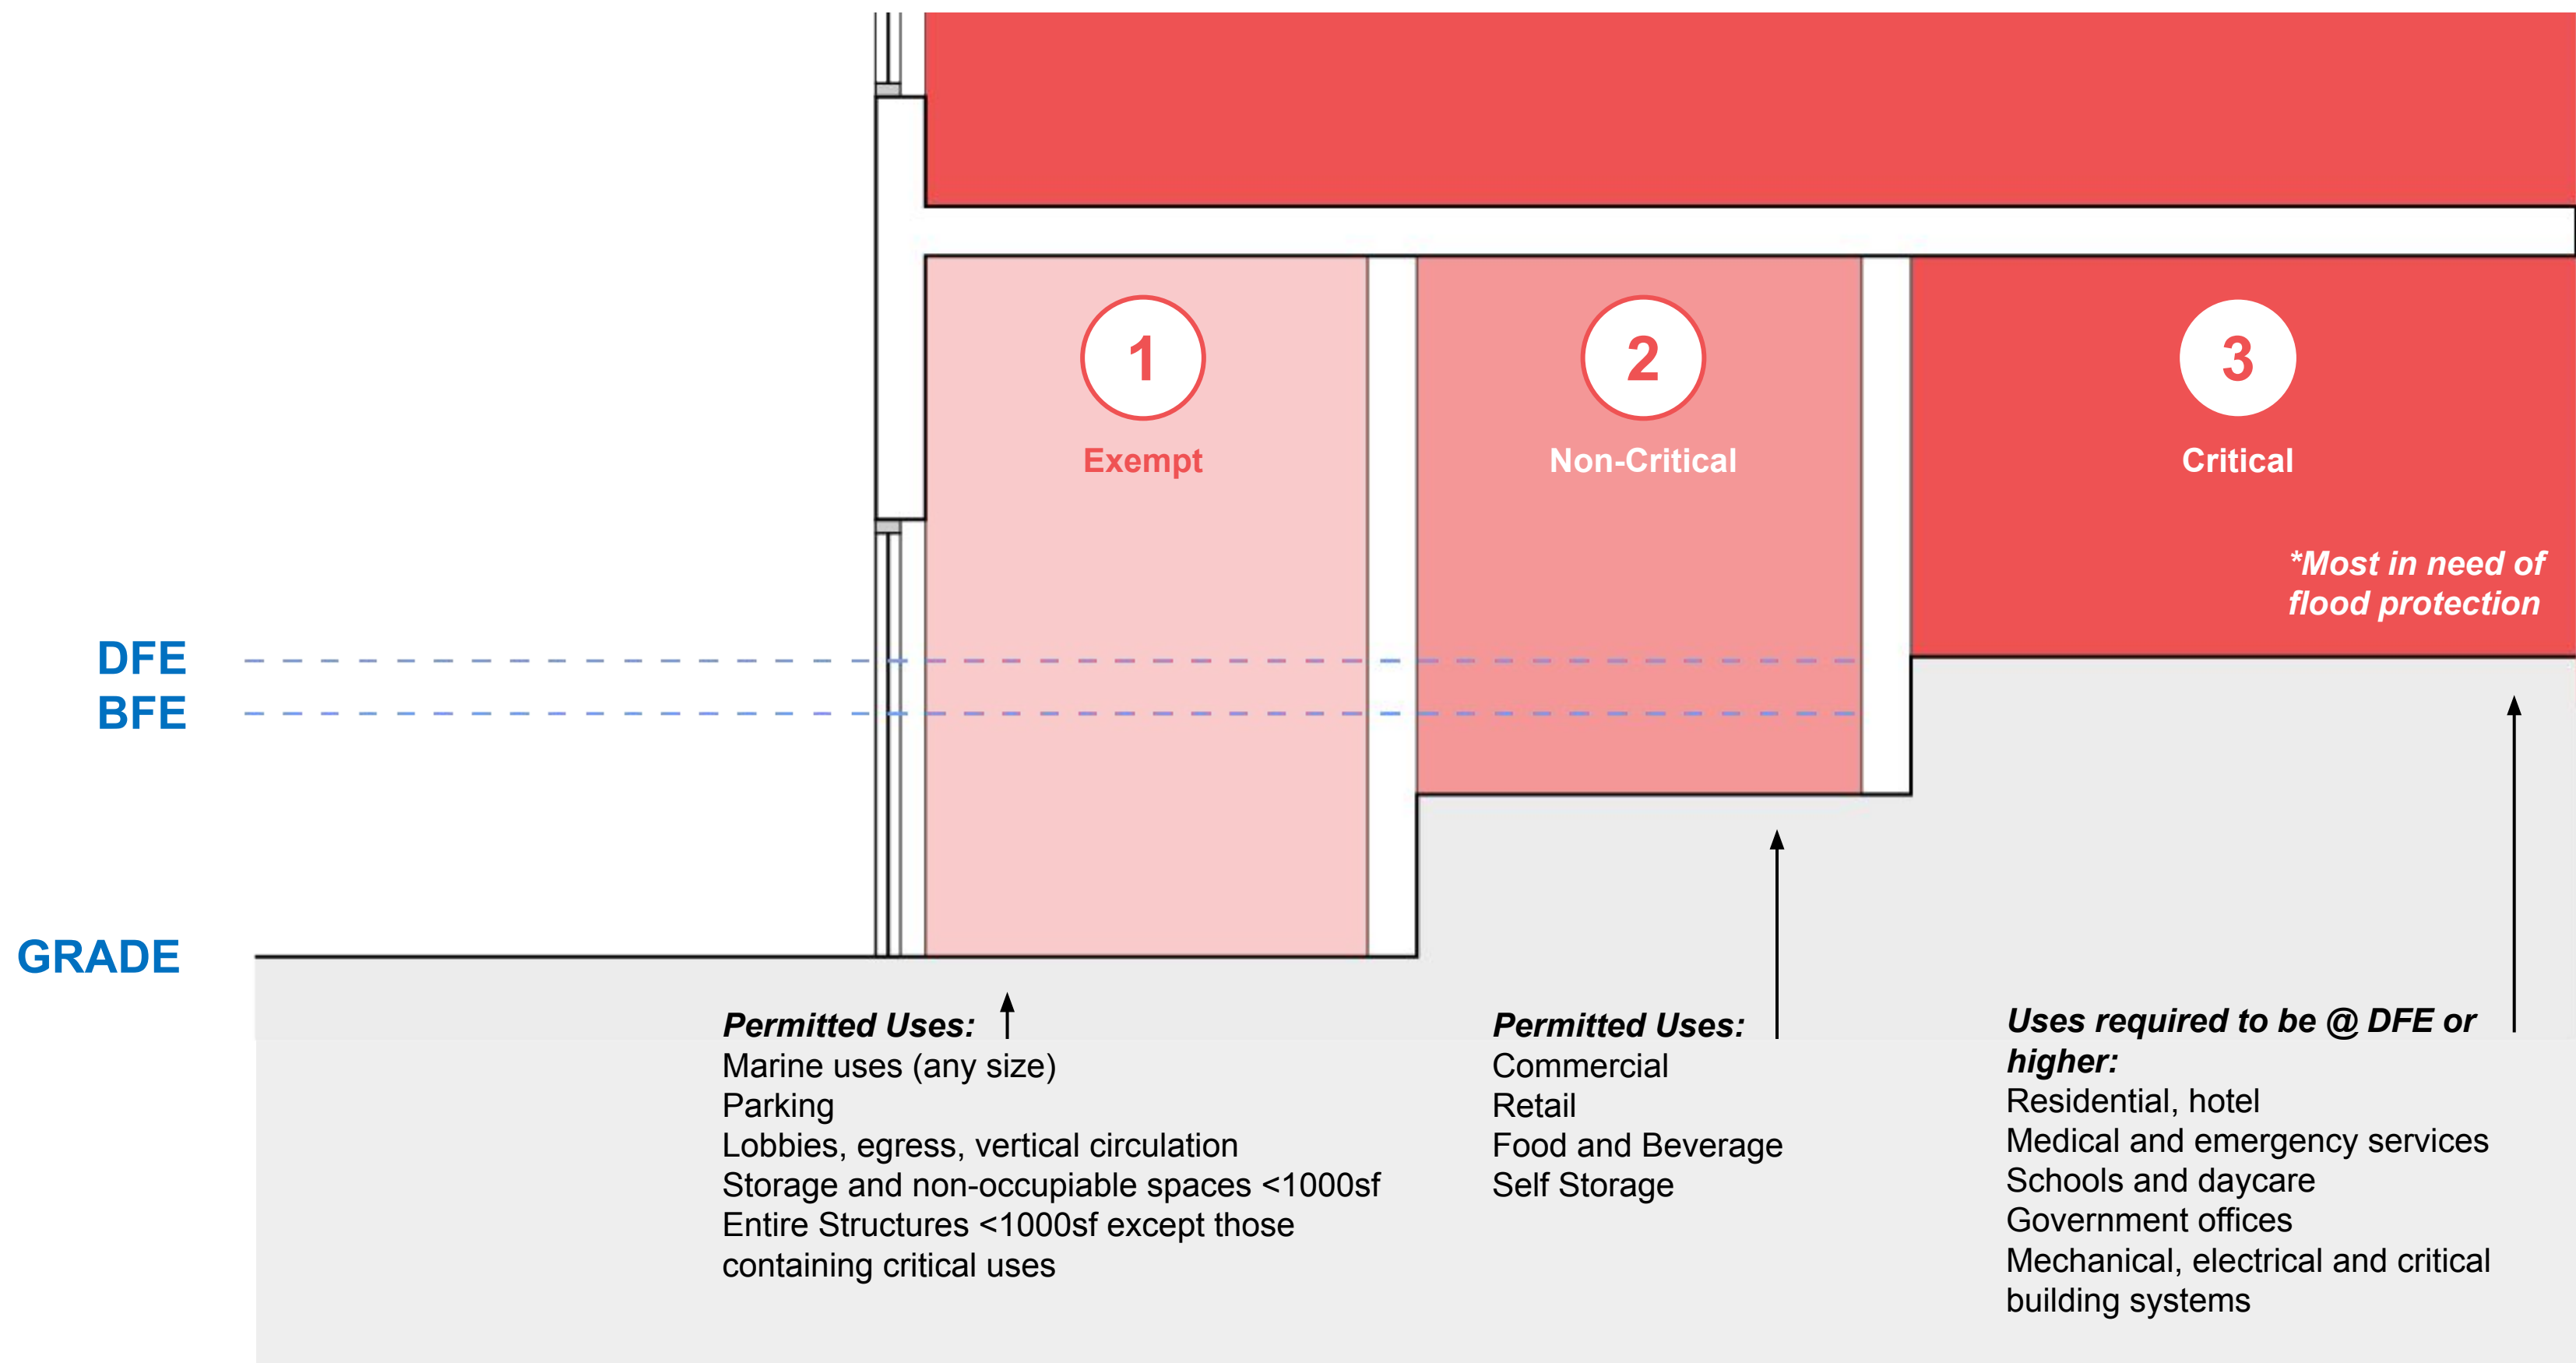 1
Exempt
2
Non-Critical
3
Critical
*Most in need of
flood protection
DFE
BFE
GRADE
Permitted Uses:
Marine uses (any size)
Parking
Lobbies, egress, vertical circulation
Storage and non-occupiable spaces <1000sf
Entire Structures <1000sf except those
containing critical uses
Permitted Uses:
Commercial
Retail
Food and Beverage
Self Storage
Uses required to be @ DFE or
higher:
Residential, hotel
Medical and emergency services
Schools and daycare
Government offices
Mechanical, electrical and critical
building systems